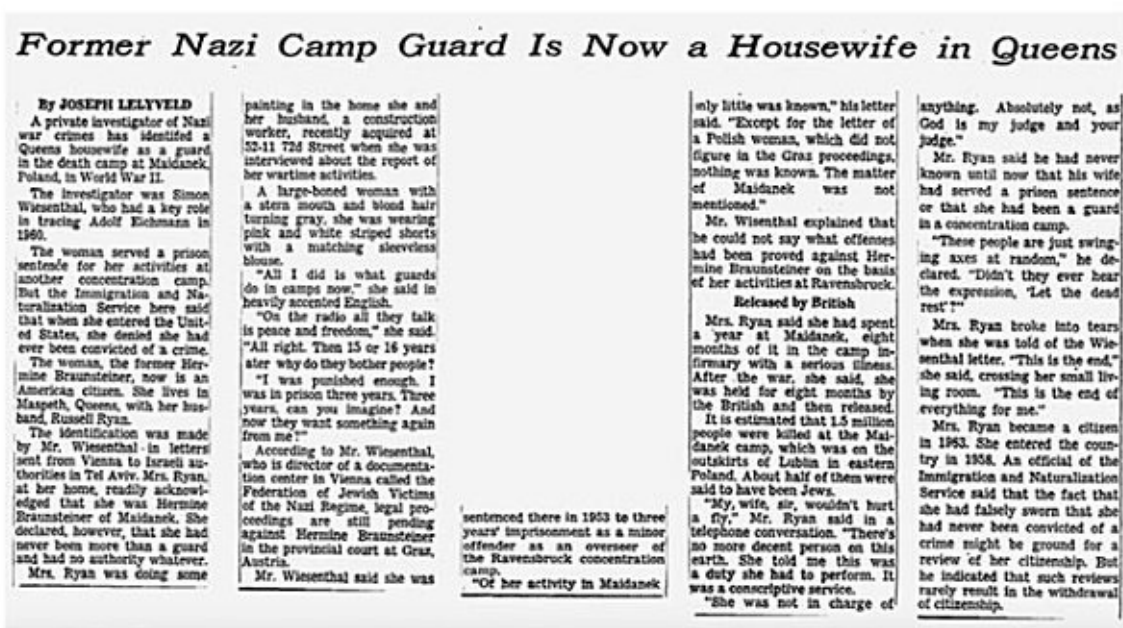 Former Nazi Camp Guard Is Now a Housewife in Queens
By JOSEPH LELYVELD
A private investigator of Nazi
war crimes has identifed a
Queens housewife as a guard
in the death camp at Maidanek,
Poland, in World War II.
The investigator was Simon
Wiesenthal, who had a key role
in tracing Adolf Eichmann in
1960.
The woman served a prison
sentence for her activities at
another concentration camp.
But the Immigration and Na-
turalization Service here said
that when she entered the Unit-
ed States, she denied she had
ever been convicted of a crime.
The woman, the former Her-
mine Braunsteiner, now is an
American citizen. She lives in
Maspeth, Queens, with her hus-
band, Russell Ryan.
The identification was made
by Mr. Wiesenthal in letters
sent from Vienna to Israeli au-
thorities in Tel Aviv. Mrs. Ryan,
at her home, readily acknowl-
edged that she was Hermine
Braunsteiner of Maidanek. She
declared, however, that she had
never been more than a guard
and had no authority whatever.
Mrs. Ryan was doing some
painting in the home she and
her husband, a construction
worker, recently acquired at
52-11 72d Street when she was
interviewed about the report of
her wartime activities.
A large-boned woman with
a stern mouth and blond hair
turning gray, she was wearing
pink and white striped shorts
with a matching sleeveless
blouse.
"All I did is what guards
do in camps now," she said in
heavily accented English.
"On the radio all they talk
is peace and freedom," she said.
"All right. Then 15 or 16 years
ater why do they bother people?
"I was punished enough. I
was in prison three years. Three
years, can you imagine? And
now they want something again
from me?"
According to Mr. Wiesenthal,
who is director of a documenta-
tion center in Vienna called the
Federation of Jewish Victims
of the Nazi Regime, legal pro-
ceedings are still pending
against Hermine Braunsteiner
in the provincial court at Graz,
Austria.
Mr. Wiesenthal said she was
sentenced there in 1953 to three
years' imprisonment as a minor
offender as an overseer of
the Ravensbruck concentration
camp.
"Of her activity in Maidanek
only little was known," his letter
said. "Except for the letter of
a Polish woman, which did not
figure in the Graz proceedings,
nothing was known. The matter
of Maidanek was not
mentioned."
Mr. Wisenthal explained that
he could not say what offenses
had been proved against Her-
mine Braunsteiner on the basis
of her activities at Ravensbruck.
Released by British
Mrs. Ryan said she had spent
a year at Maidanek, eight
months of it in the camp in-
firmary with a serious illness.
After the war, she said, she
was held for eight months by
the British and then released.
It is estimated that 1.5 million
people were killed at the Mai-
danek camp, which was on the
outskirts of Lublin in eastern
Poland. About half of them were
said to have been Jews.
"My, wife, sir, wouldn't hurt
a fly," Mr. Ryan said in a
telephone conversation. "There's
no more decent person on this
earth. She told me this was
a duty she had to perform. It
was a conscriptive service.
"She was not in charge of
anything. Absolutely not, as
God is my judge and your
judge."
Mr. Ryan said he had never
known until now that his wife
had served a prison sentence
or that she had been a guard
in a concentration camp.
"These people are just swing-
ing axes at random," he de-
clared. "Didn't they ever hear
the expression, 'Let the dead
rest'?"
Mrs. Ryan broke into tears
when she was told of the Wie-
senthal letter. "This is the end,"
she said, crossing her small liv-
ing room. "This is the end of
everything for me."
Mrs. Ryan became a citizen
in 1963. She entered the coun-
try in 1958. An official of the
Immigration and Naturalization
Service said that the fact that
she had falsely sworn that she
had never been convicted of a
crime might be ground for a
review of her citizenship. But
he indicated that such reviews
rarely result in the withdrawal
of citizenship.